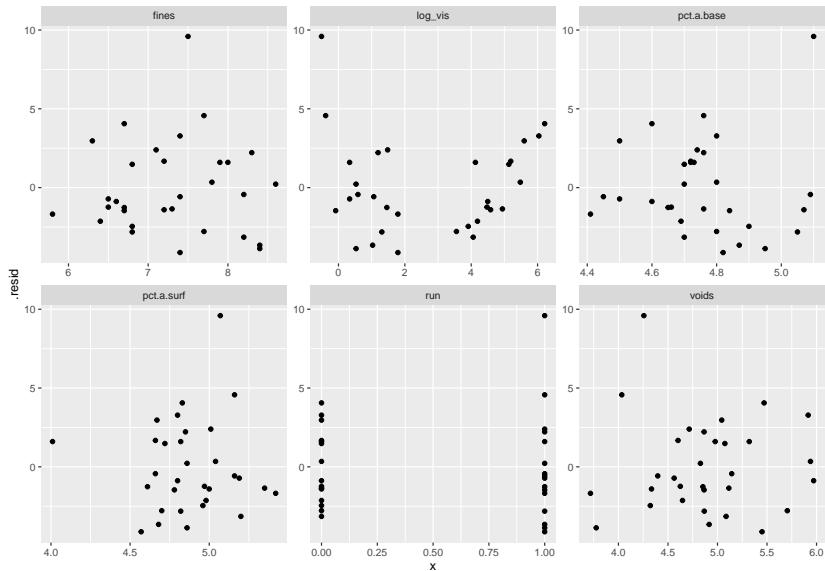 fines log_vis pct.a.base
10 5 0
6 7 8
0 2 4 6
4.4 4.6 4.8 5.0
.resid
pct.a.surf run voids
10 5 0
4.0 4.5 5.0
0.00 0.25 0.50 0.75 1.00
4.0 4.5 5.0 5.5 6.0
x